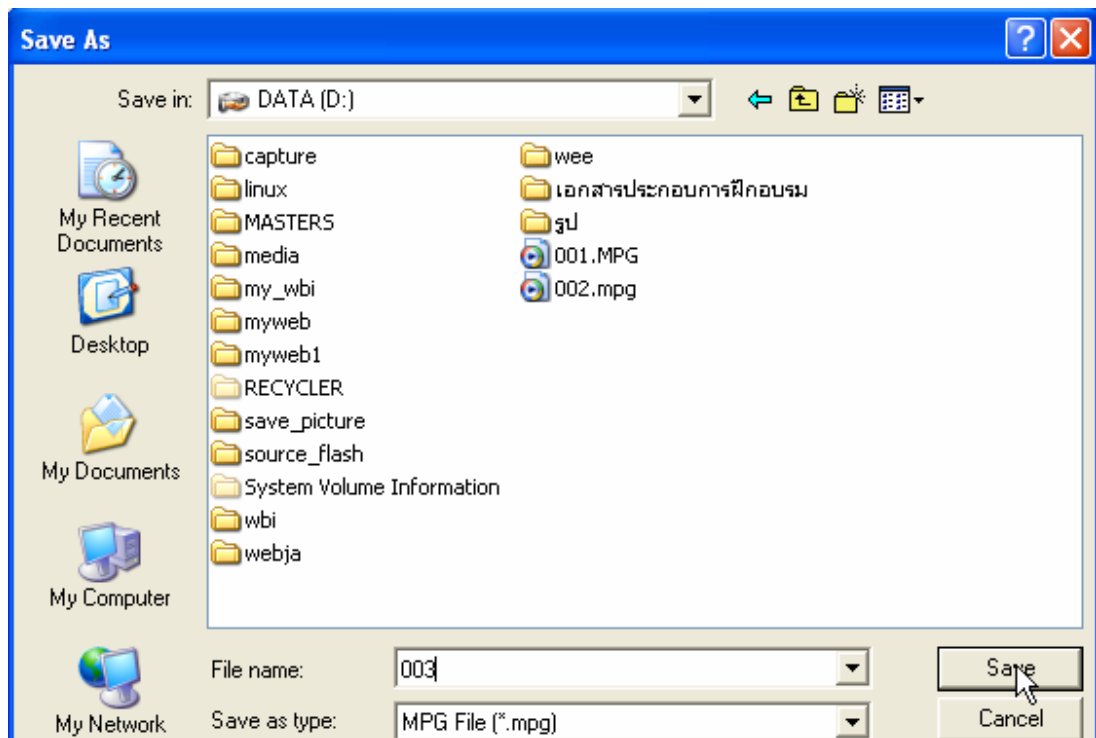 Save As
Save in:
DATA (D:)
My Recent
Documents
Desktop
My Documents
My Computer
My Network
capture
linux
MASTERS
media
my_wbi
myweb
myweb1
RECYCLER
save_picture
source_flash
System Volume Information
wbi
webja
wee
เอกสารประกอบการฝึกอบรม
รูป
001.MPG
002.mpg
File name:
003
Save
Save as type:
MPG File (*.mpg)
Cancel